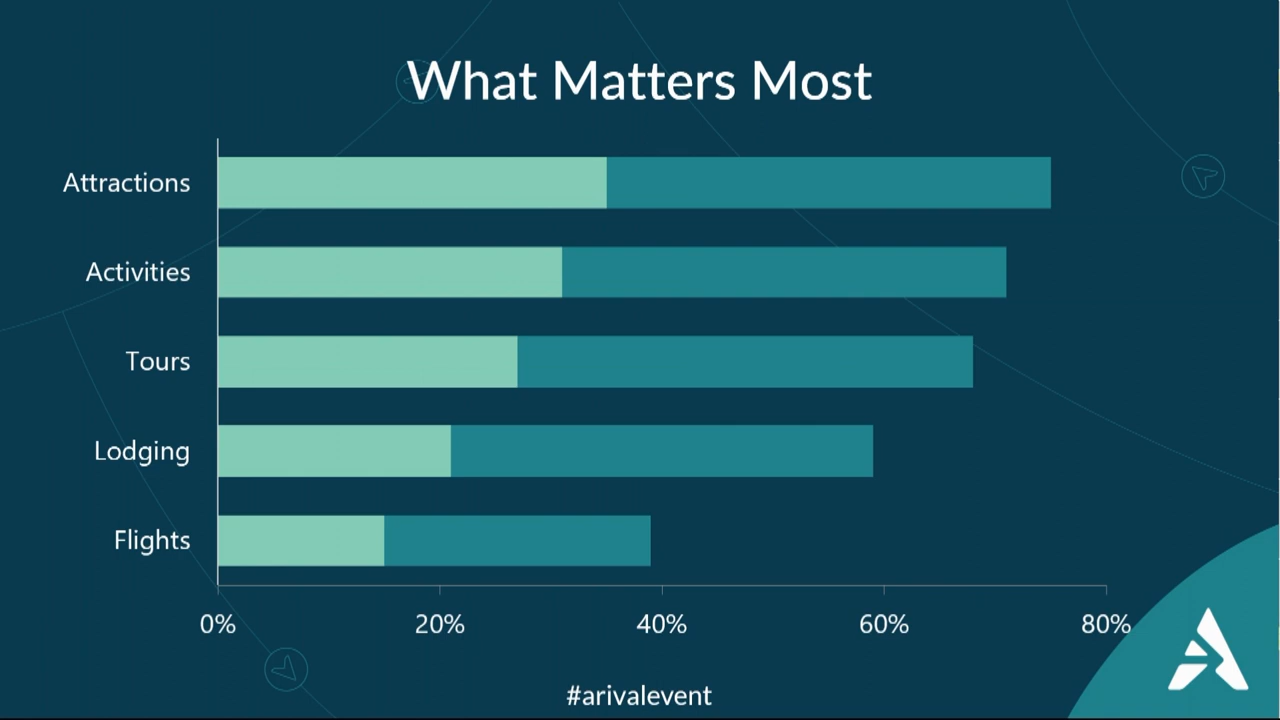 What Matters Most
Attractions
Activities
Tours
Lodging
Flights
0% 20% 40% 60% 80%
#arivalevent